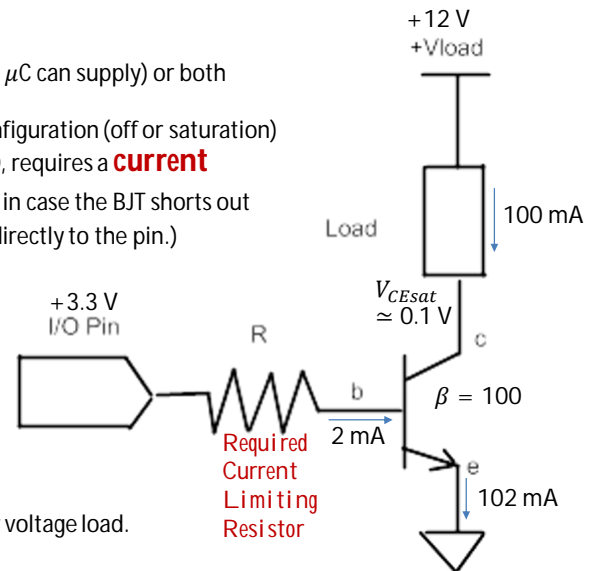 +12 V
+Vload
μC can supply) or both
nfiguration (off or saturation)
, requires a current
in case the BJT shorts out
directly to the pin.)
Load
100 mA
V_CEsat
≃ 0.1 V
+3.3 V
I/O Pin
R
c
b
β = 100
2 mA
Required
Current
Limiting
Resistor
e
102 mA
voltage load.